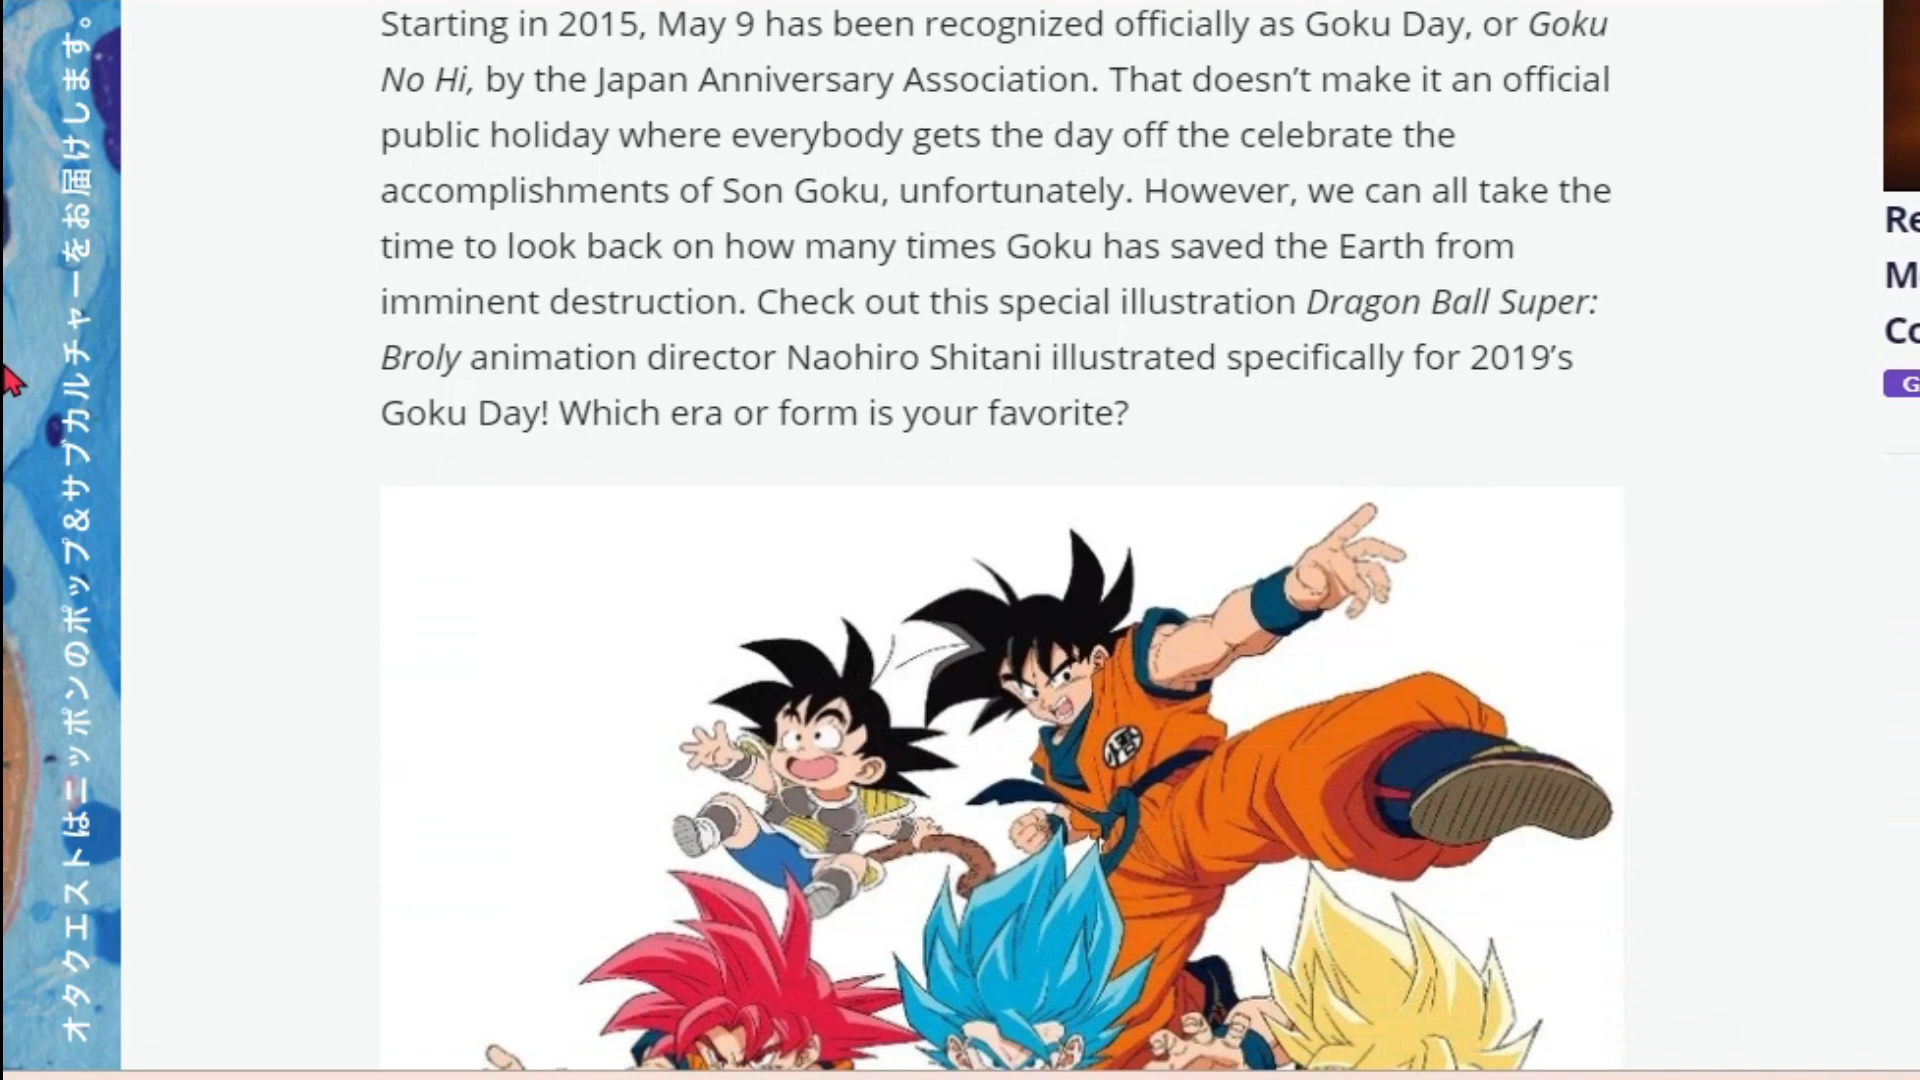 Starting in 2015, May 9 has been recognized officially as Goku Day, or Goku
No Hi, by the Japan Anniversary Association. That doesn’t make it an official
public holiday where everybody gets the day off the celebrate the
accomplishments of Son Goku, unfortunately. However, we can all take the
time to look back on how many times Goku has saved the Earth from
imminent destruction. Check out this special illustration Dragon Ball Super:
Broly animation director Naohiro Shitani illustrated specifically for 2019’s
Goku Day! Which era or form is your favorite?
オタクエストはニッポンのポップ&サブカルチャーをお届けします。
悟
Re
Mo
Co
G